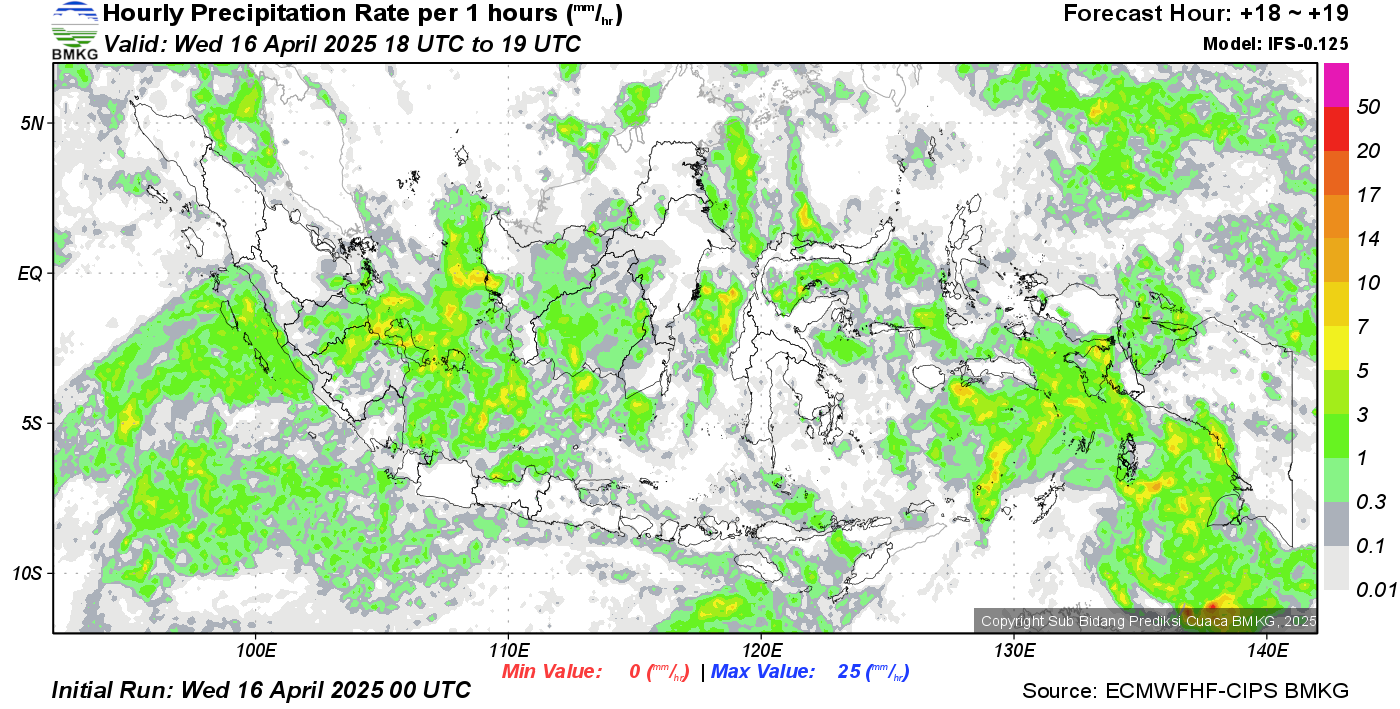 BMKG
Hourly Precipitation Rate per 1 hours (mm/hr)
Valid: Wed 16 April 2025 18 UTC to 19 UTC
Forecast Hour: +18 ~ +19
Model: IFS-0.125
5N
EQ
5S
10S
50
20
17
14
10
7
5
3
1
0.3
0.1
0.01
Copyright Sub Bidang Prediksi Cuaca BMKG, 2025
100E 110E 120E 130E 140E
Min Value: 0 (mm/hr) | Max Value: 25 (mm/hr)
Initial Run: Wed 16 April 2025 00 UTC
Source: ECMWFHF-CIPS BMKG